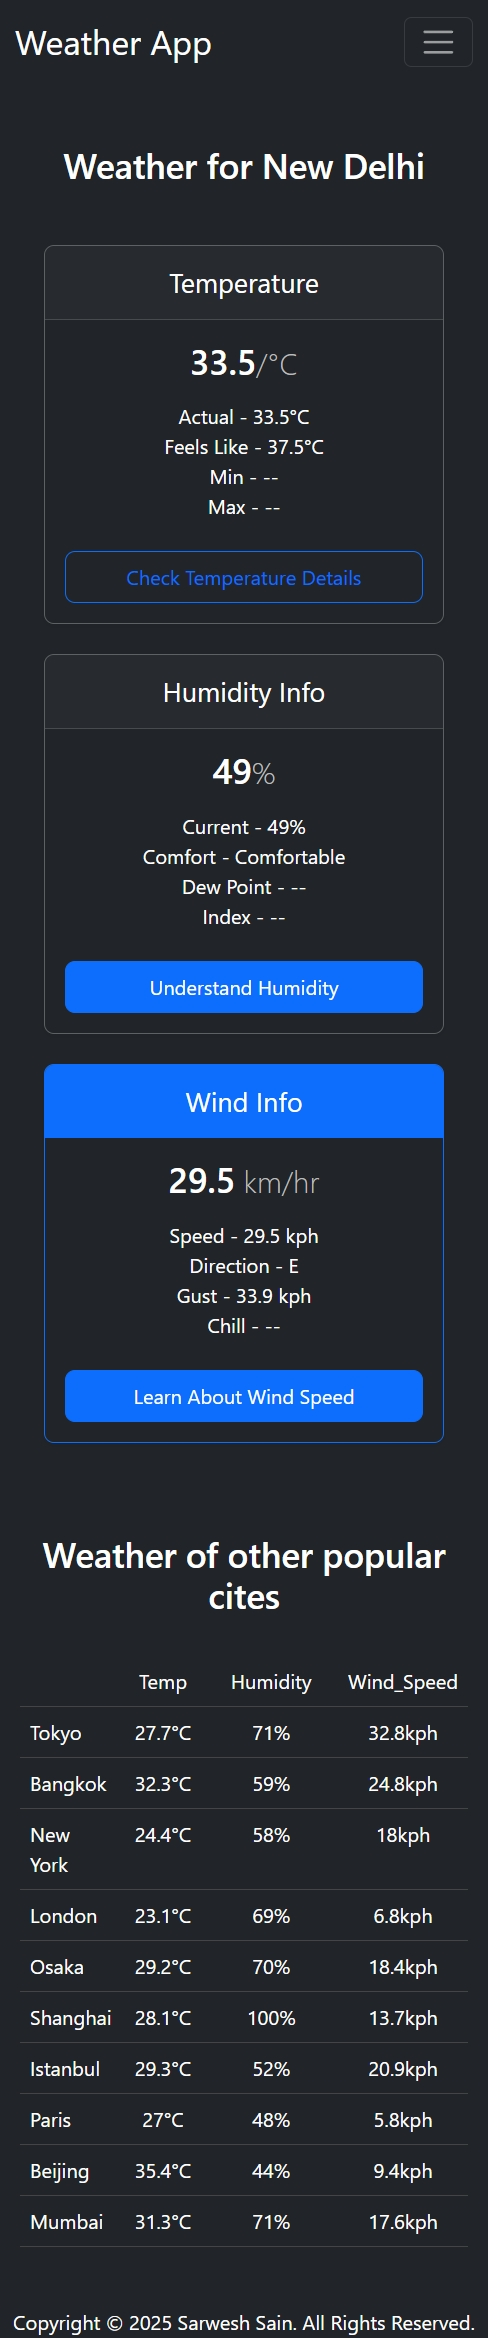 Weather App
Weather for New Delhi
Temperature
33.5/°C
Actual - 33.5°C
Feels Like - 37.5°C
Min - --
Max - --
Check Temperature Details
Humidity Info
49%
Current - 49%
Comfort - Comfortable
Dew Point - --
Index - --
Understand Humidity
Wind Info
29.5 km/hr
Speed - 29.5 kph
Direction - E
Gust - 33.9 kph
Chill - --
Learn About Wind Speed
Weather of other popular
cites
Temp Humidity Wind_Speed
Tokyo 27.7°C 71% 32.8kph
Bangkok 32.3°C 59% 24.8kph
New 24.4°C 58% 18kph
York
London 23.1°C 69% 6.8kph
Osaka 29.2°C 70% 18.4kph
Shanghai 28.1°C 100% 13.7kph
Istanbul 29.3°C 52% 20.9kph
Paris 27°C 48% 5.8kph
Beijing 35.4°C 44% 9.4kph
Mumbai 31.3°C 71% 17.6kph
Copyright © 2025 Sarwesh Sain. All Rights Reserved.